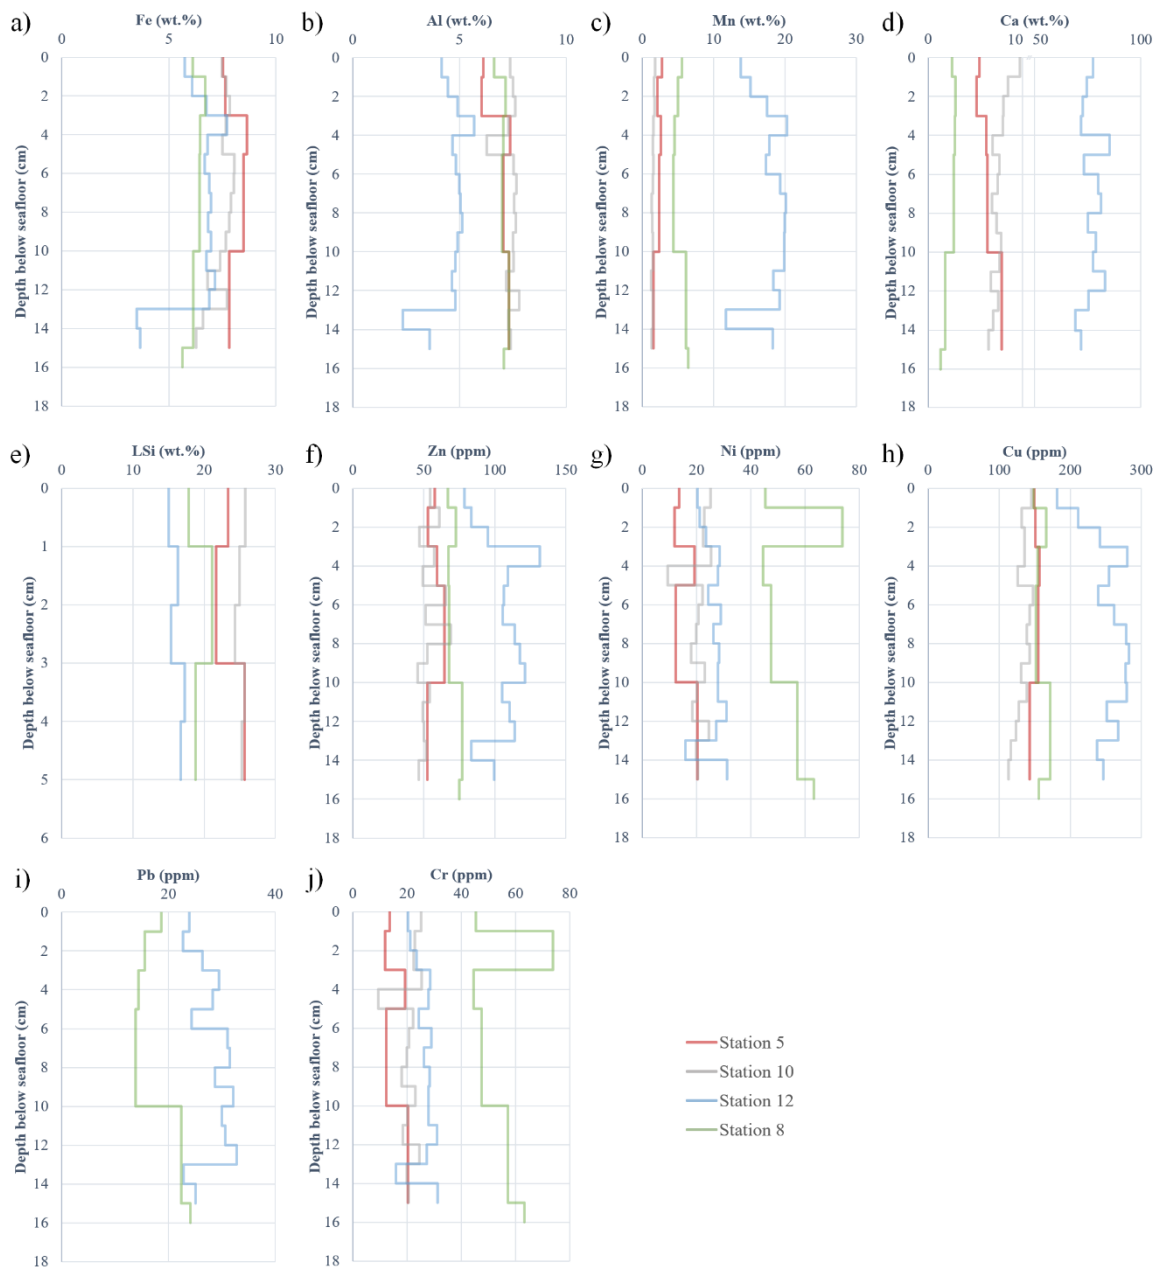 a) Fe (wt.%)
0 5 10
Depth below seafloor (cm)
0
2
4
6
8
10
12
14
16
18
b) Al (wt.%)
0 5 10
Depth below seafloor (cm)
0
2
4
6
8
10
12
14
16
18
c) Mn (wt.%)
0 10 20 30
Depth below seafloor (cm)
0
2
4
6
8
10
12
14
16
18
d) Ca (wt.%)
0 10 50 100
Depth below seafloor (cm)
0
2
4
6
8
10
12
14
16
18
e) LSi (wt.%)
0 10 20 30
Depth below seafloor (cm)
0
1
2
3
4
5
6
f) Zn (ppm)
0 50 100 150
Depth below seafloor (cm)
0
2
4
6
8
10
12
14
16
18
g) Ni (ppm)
0 20 40 60 80
Depth below seafloor (cm)
0
2
4
6
8
10
12
14
16
18
h) Cu (ppm)
0 100 200 300
Depth below seafloor (cm)
0
2
4
6
8
10
12
14
16
18
i) Pb (ppm)
0 20 40
Depth below seafloor (cm)
0
2
4
6
8
10
12
14
16
18
j) Cr (ppm)
0 20 40 60 80
Depth below seafloor (cm)
0
2
4
6
8
10
12
14
16
18
Station 5
Station 10
Station 12
Station 8